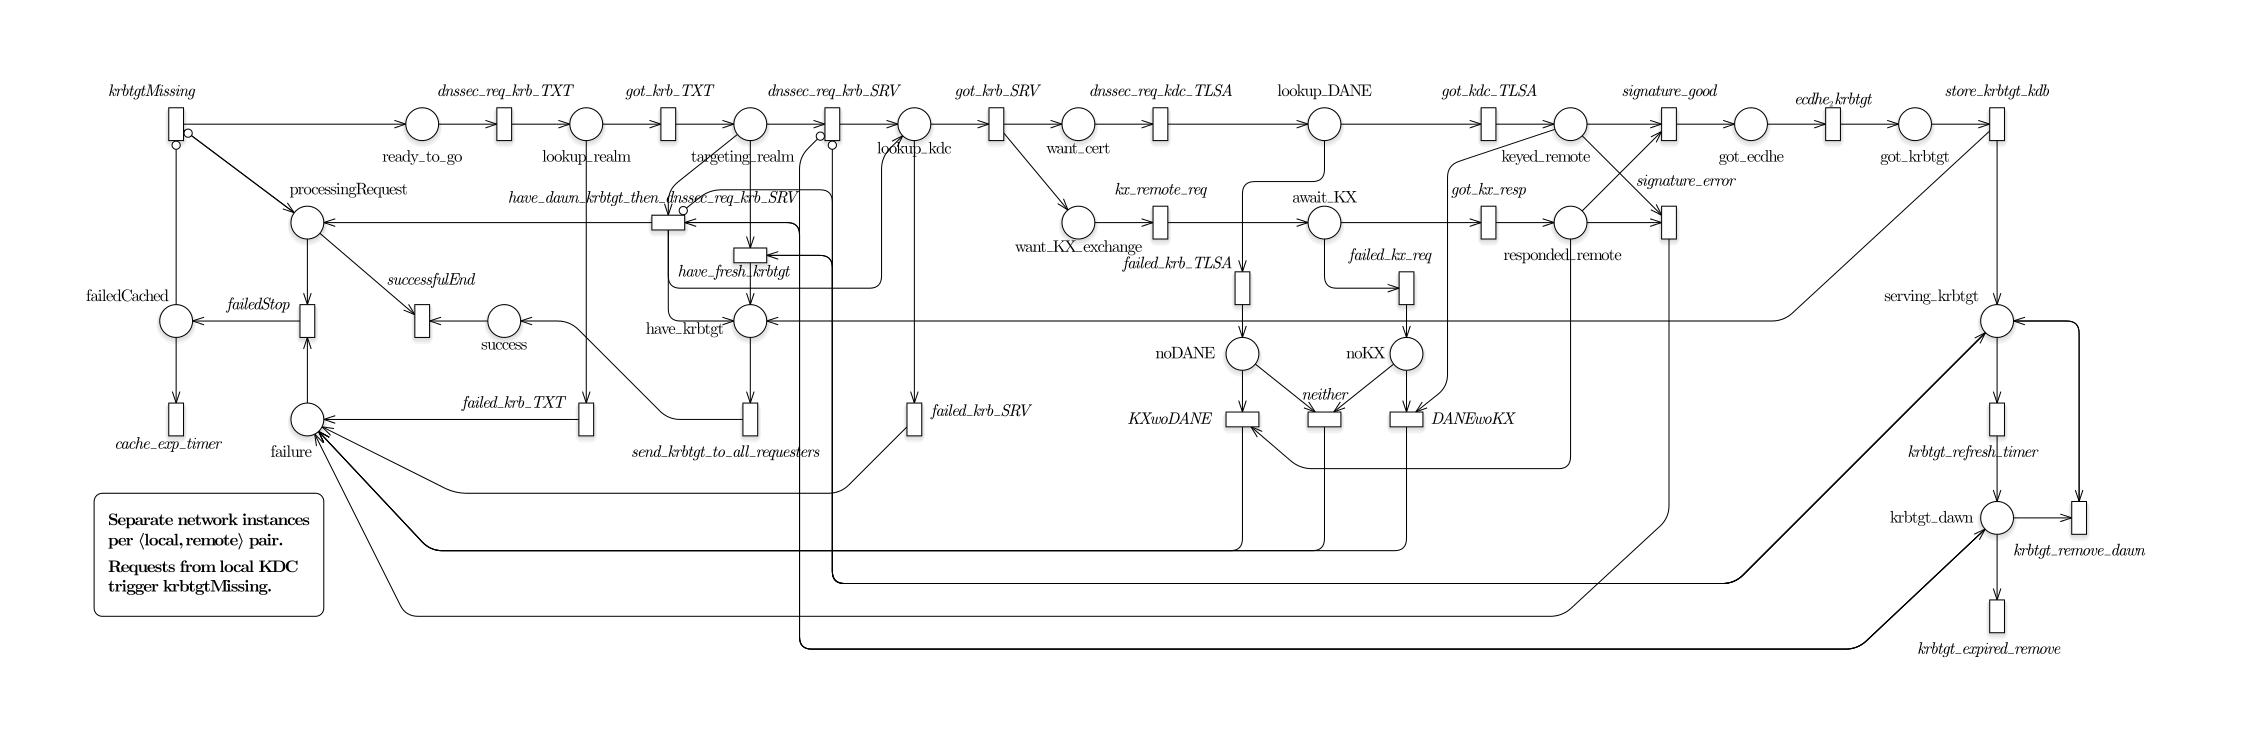 krbtgtMissing
dnssec_req_krb_TXT
got_krb_TXT
dnssec_req_krb_SRV
got_krb_SRV
dnssec_req_kdc_TLSA
lookup_DANE
got_kdc_TLSA
signature_good
ecdhe2krbtgt
store_krbtgt_kdb
ready_to_go
lookup_realm
targeting_realm
lookup_kdc
want_cert
keyed_remote
got_ecdhe
got_krbtgt
processingRequest
have_dawn_krbtgt_then_dnssec_req_krb_SRV
kx_remote_req
await_KX
got_kx_resp
signature_error
want_KX_exchange
responded_remote
failed_krb_TLSA
failed_kx_req
have_fresh_krbtgt
successfulEnd
failedCached
failedStop
serving_krbtgt
success
have_krbtgt
noDANE
noKX
neither
failed_krb_TXT
failed_krb_SRV
KXwoDANE
DANEwoKX
cache_exp_timer
failure
send_krbtgt_to_all_requesters
krbtgt_refresh_timer
krbtgt_dawn
krbtgt_remove_dawn
Separate network instances
per ⟨local, remote⟩ pair.
Requests from local KDC
trigger krbtgtMissing.
krbtgt_expired_remove